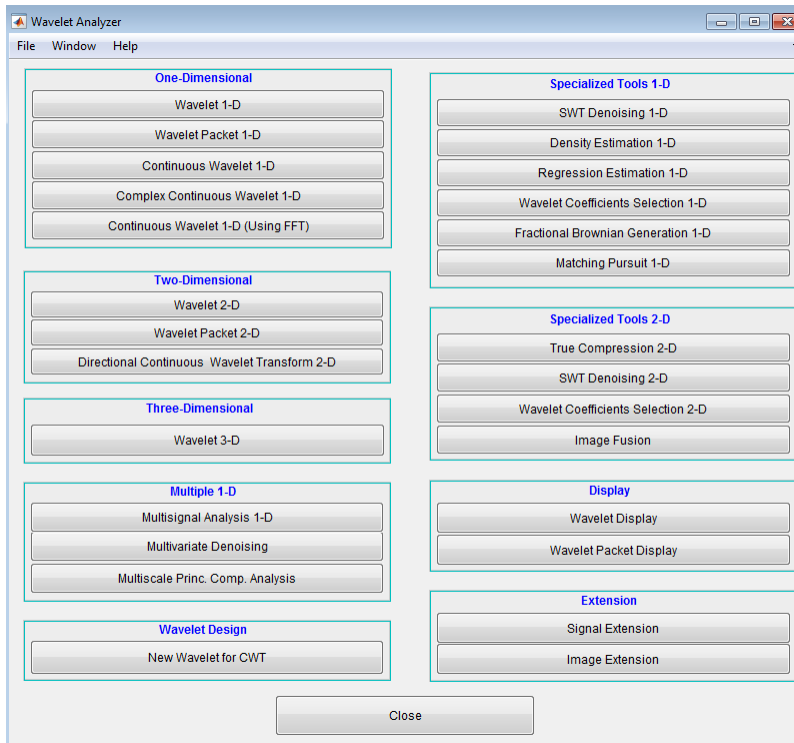 Wavelet Analyzer
File Window Help
One-Dimensional
Wavelet 1-D
Wavelet Packet 1-D
Continuous Wavelet 1-D
Complex Continuous Wavelet 1-D
Continuous Wavelet 1-D (Using FFT)
Two-Dimensional
Wavelet 2-D
Wavelet Packet 2-D
Directional Continuous Wavelet Transform 2-D
Three-Dimensional
Wavelet 3-D
Multiple 1-D
Multisignal Analysis 1-D
Multivariate Denoising
Multiscale Princ. Comp. Analysis
Wavelet Design
New Wavelet for CWT
Specialized Tools 1-D
SWT Denoising 1-D
Density Estimation 1-D
Regression Estimation 1-D
Wavelet Coefficients Selection 1-D
Fractional Brownian Generation 1-D
Matching Pursuit 1-D
Specialized Tools 2-D
True Compression 2-D
SWT Denoising 2-D
Wavelet Coefficients Selection 2-D
Image Fusion
Display
Wavelet Display
Wavelet Packet Display
Extension
Signal Extension
Image Extension
Close